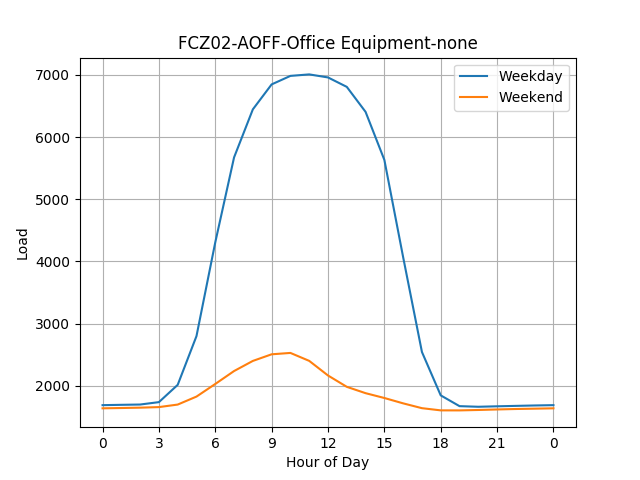 FCZ02-AOFF-Office Equipment-none
Weekday
Weekend
7000
6000
5000
4000
3000
2000
Load
0 3 6 9 12 15 18 21 0
Hour of Day